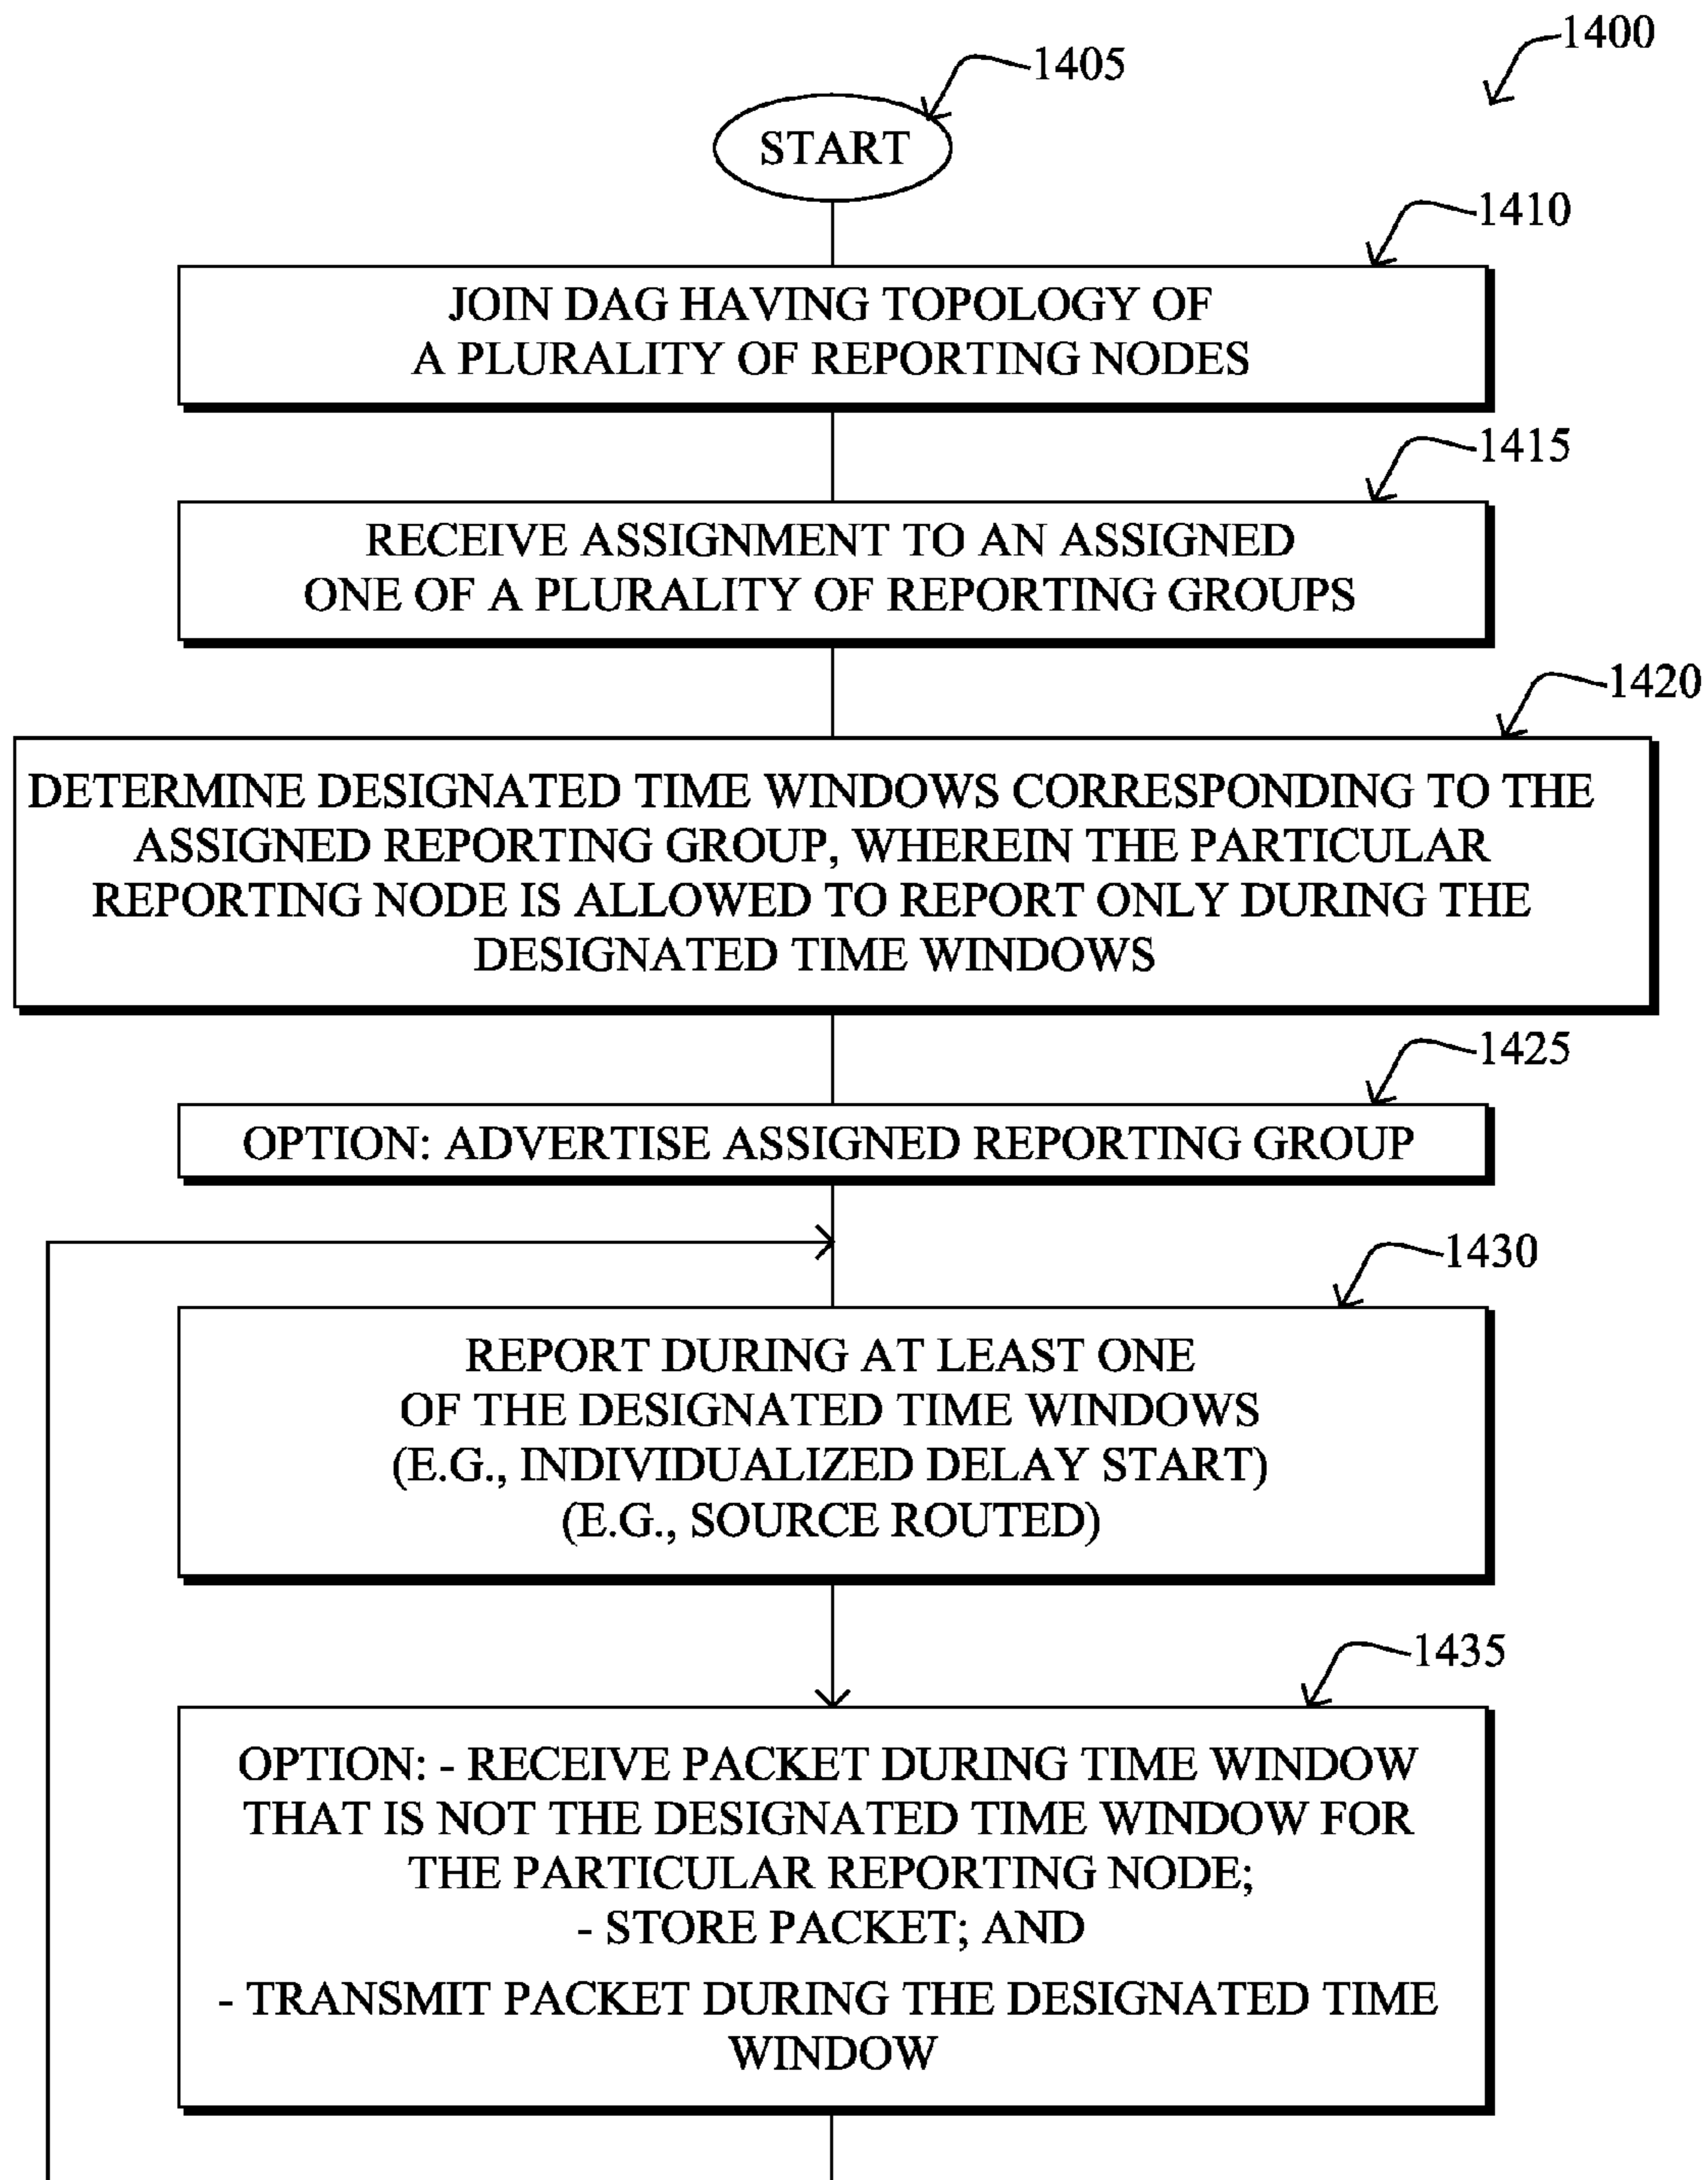 1400
1405
START
1410
JOIN DAG HAVING TOPOLOGY OF
A PLURALITY OF REPORTING NODES
1415
RECEIVE ASSIGNMENT TO AN ASSIGNED
ONE OF A PLURALITY OF REPORTING GROUPS
1420
DETERMINE DESIGNATED TIME WINDOWS CORRESPONDING TO THE
ASSIGNED REPORTING GROUP, WHEREIN THE PARTICULAR
REPORTING NODE IS ALLOWED TO REPORT ONLY DURING THE
DESIGNATED TIME WINDOWS
1425
OPTION: ADVERTISE ASSIGNED REPORTING GROUP
1430
REPORT DURING AT LEAST ONE
OF THE DESIGNATED TIME WINDOWS
(E.G., INDIVIDUALIZED DELAY START)
(E.G., SOURCE ROUTED)
1435
OPTION: - RECEIVE PACKET DURING TIME WINDOW
THAT IS NOT THE DESIGNATED TIME WINDOW FOR
THE PARTICULAR REPORTING NODE;
- STORE PACKET; AND
- TRANSMIT PACKET DURING THE DESIGNATED TIME
WINDOW